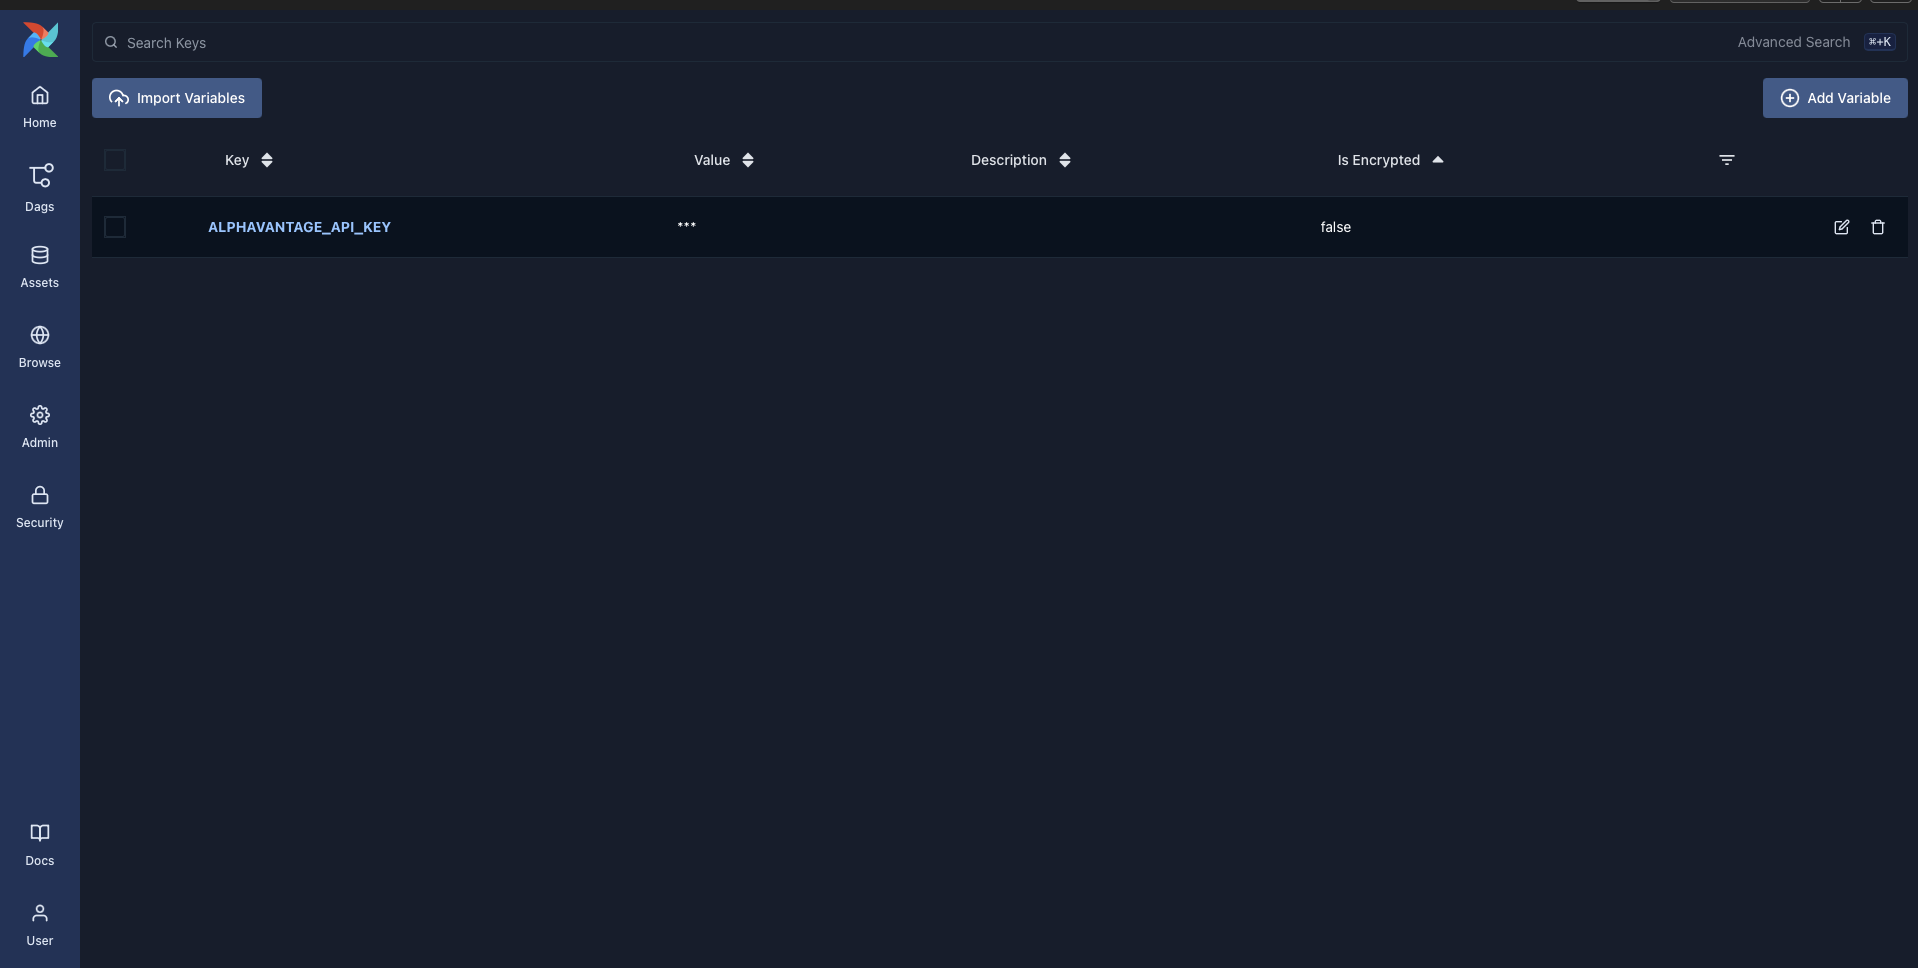 Search Keys
Advanced Search ⌘+K
Import Variables
Add Variable
Key Value Description Is Encrypted
ALPHAVANTAGE_API_KEY *** false
Home
Dags
Assets
Browse
Admin
Security
Docs
User